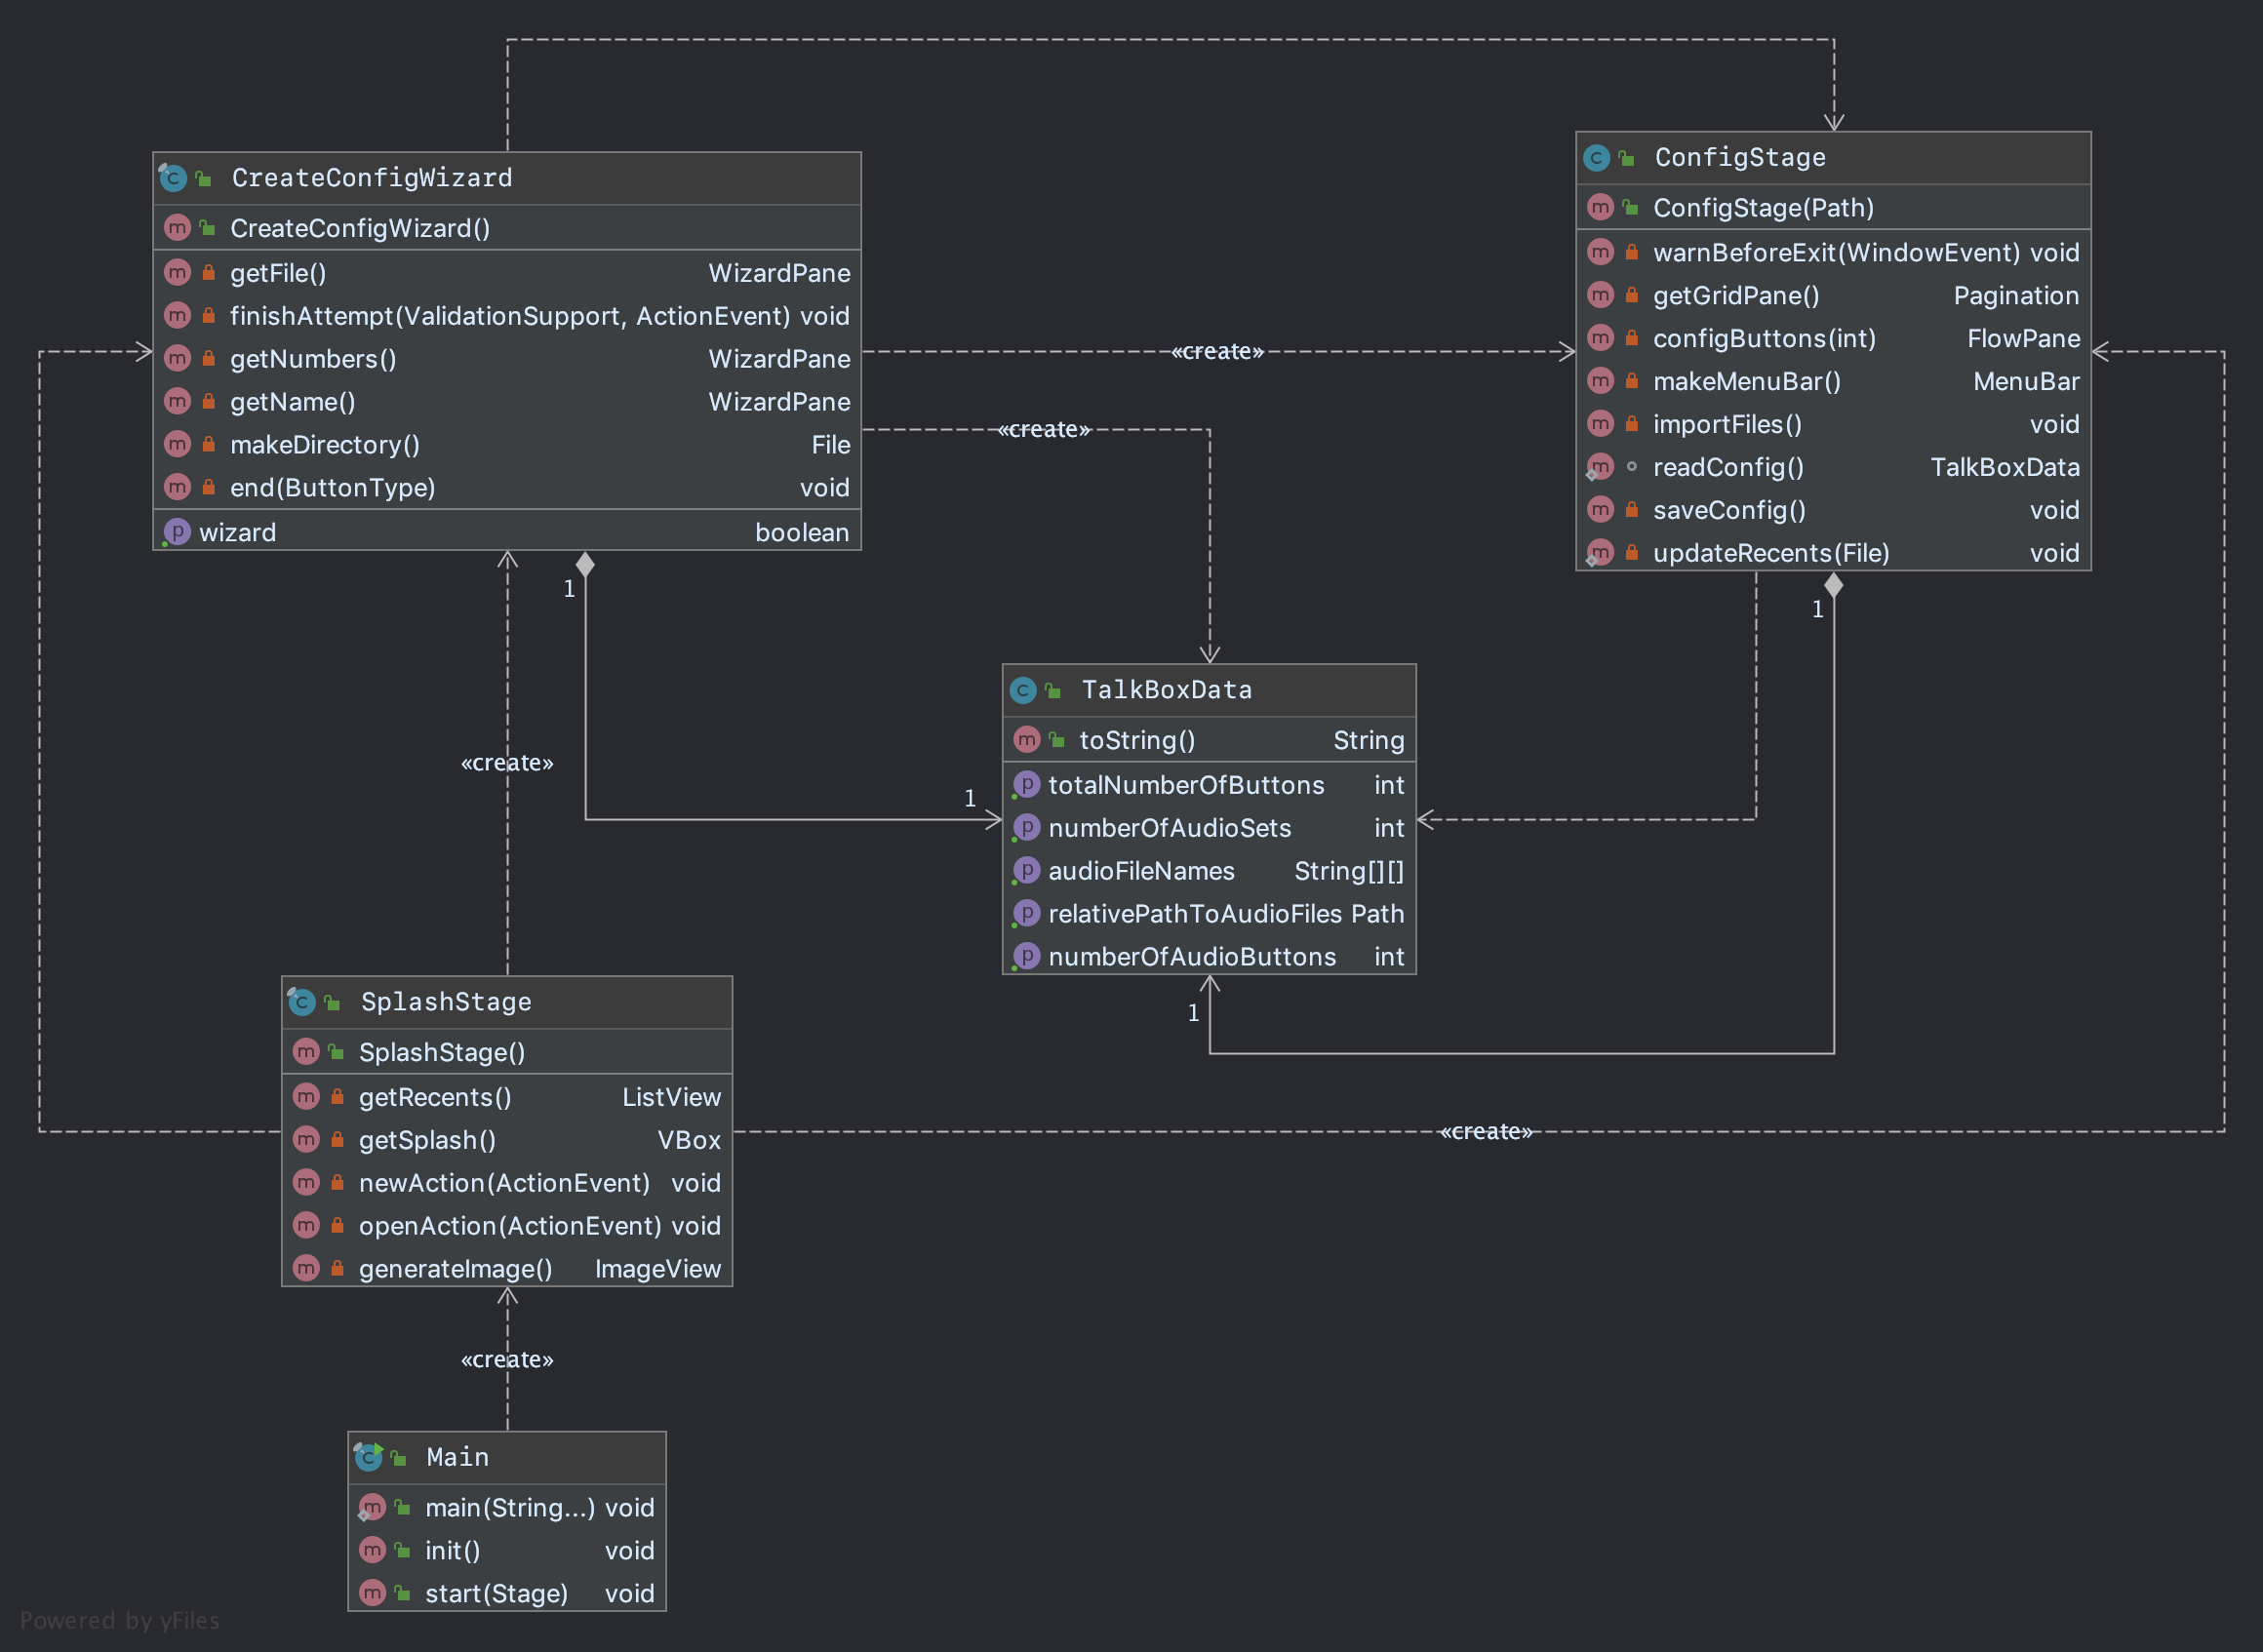 CreateConfigWizard
CreateConfigWizard()
getFile() WizardPane
finishAttempt(ValidationSupport, ActionEvent) void
getNumbers() WizardPane
getName() WizardPane
makeDirectory() File
end(ButtonType) void
wizard boolean
ConfigStage
ConfigStage(Path)
warnBeforeExit(WindowEvent) void
getGridPane() Pagination
configButtons(int) FlowPane
makeMenuBar() MenuBar
importFiles() void
readConfig() TalkBoxData
saveConfig() void
updateRecents(File) void
«create»
«create»
1
1
TalkBoxData
toString() String
totalNumberOfButtons int
numberOfAudioSets int
audioFileNames String[][]
relativePathToAudioFiles Path
numberOfAudioButtons int
«create»
1
1
SplashStage
SplashStage()
getRecents() ListView
getSplash() VBox
newAction(ActionEvent) void
openAction(ActionEvent) void
generateImage() ImageView
«create»
«create»
Main
main(String...) void
init() void
start(Stage) void
Powered by yFiles